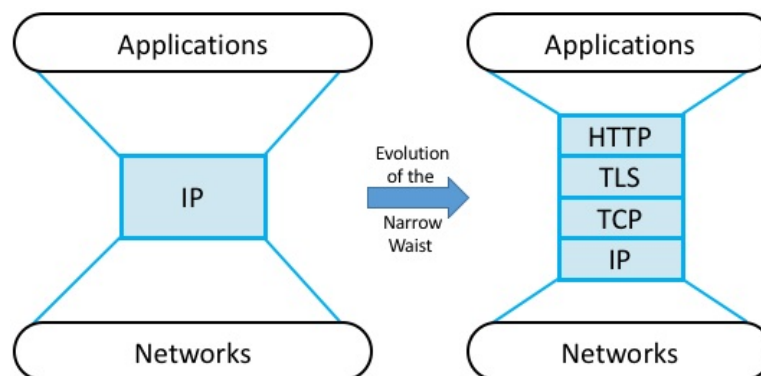 Applications
IP
Networks
Evolution
of the
Narrow
Waist
Applications
HTTP
TLS
TCP
IP
Networks